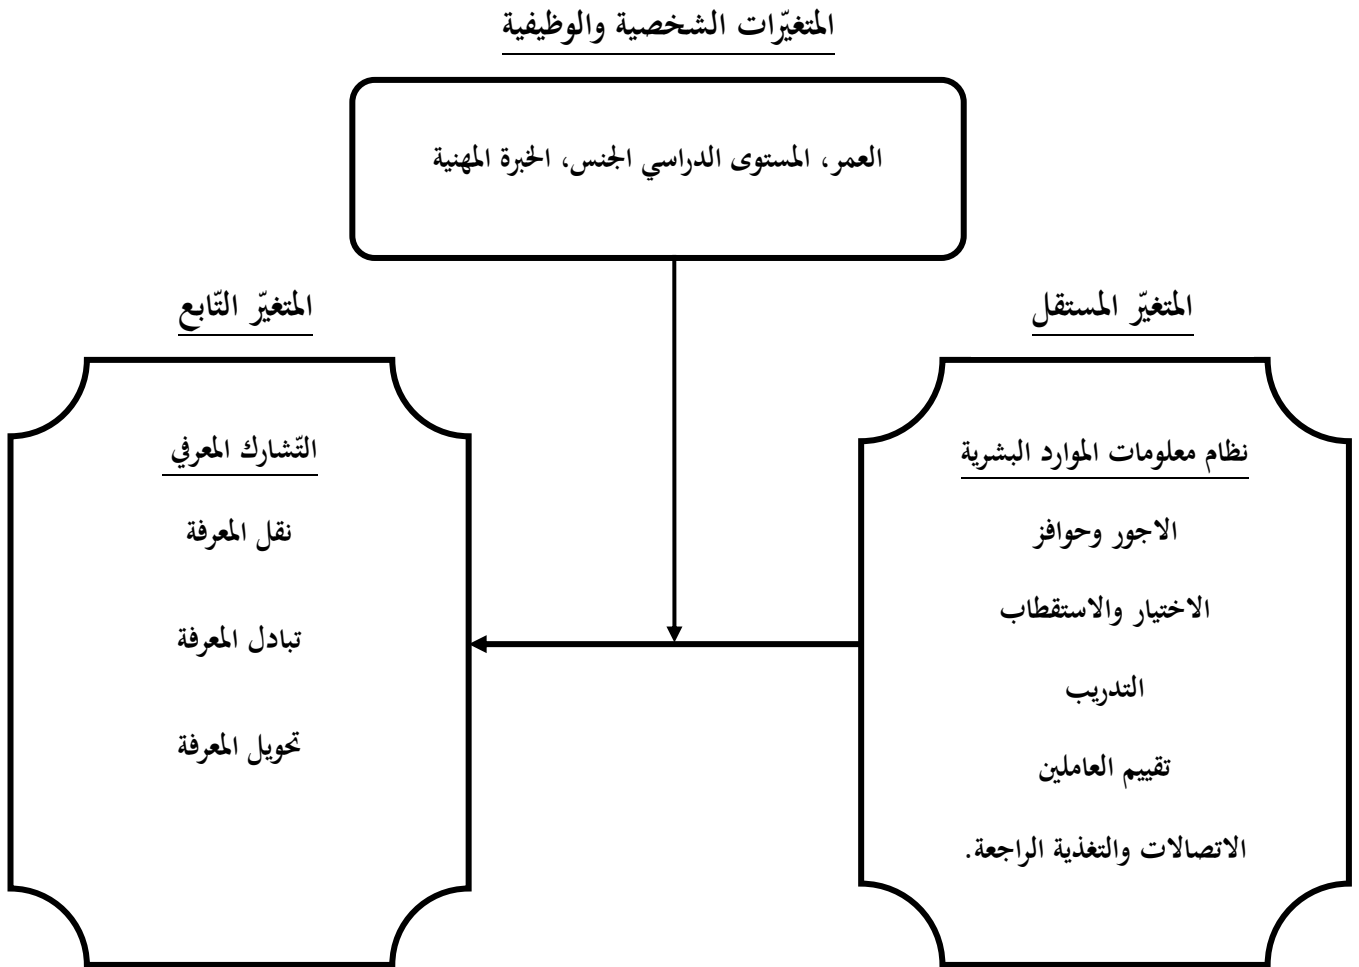 المتغيّرات الشخصية والوظيفية
العمر، المستوى الدراسي الجنس، الخبرة المهنية
المتغيّر المستقل
نظام معلومات الموارد البشرية
الاجور وحوافز
الاختيار والاستقطاب
التدريب
تقييم العاملين
الاتصالات والتغذية الراجعة.
المتغيّر التّابع
التّشارك المعرفي
نقل المعرفة
تبادل المعرفة
تحويل المعرفة